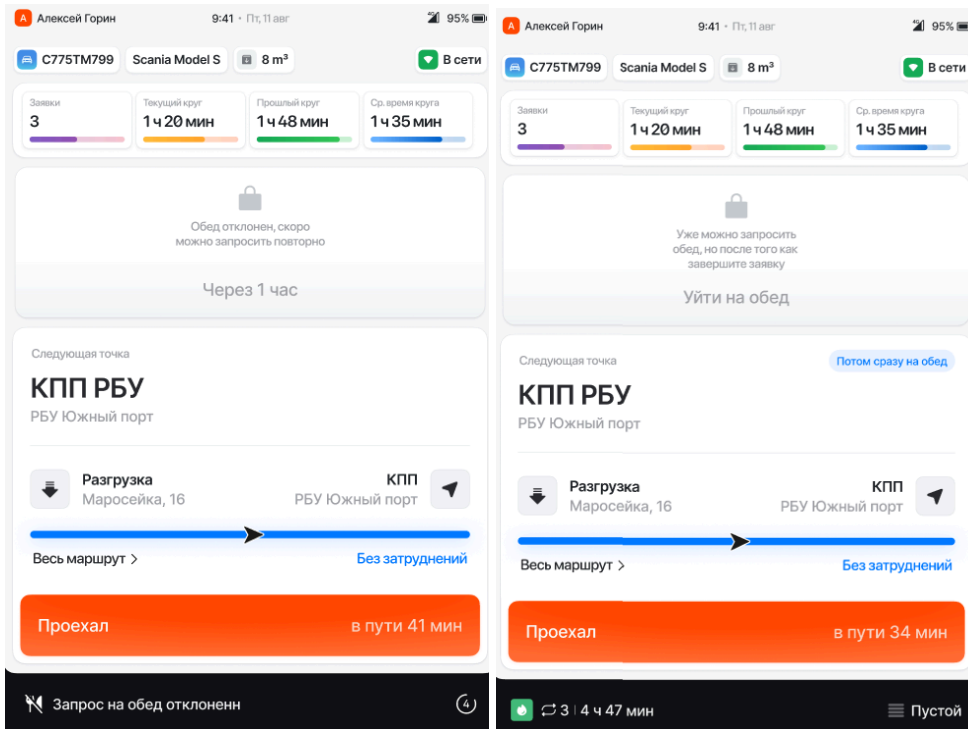 А Алексей Горин 9:41 • Пт, 11 авг 4G 95%
С775ТМ799 Scania Model S 8 m³ В сети
Заявки Текущий круг Прошлый круг Ср. время круга
3 1 ч 20 мин 1 ч 48 мин 1 ч 35 мин
Обед отклонен, скоро
можно запросить повторно
Через 1 час
Следующая точка
КПП РБУ
РБУ Южный порт
Разгрузка КПП
Маросейка, 16 РБУ Южный порт
Весь маршрут > Без затруднений
Проехал в пути 41 мин
Запрос на обед отклоненн 4
А Алексей Горин 9:41 • Пт, 11 авг 4G 95%
С775ТМ799 Scania Model S 8 m³ В сети
Заявки Текущий круг Прошлый круг Ср. время круга
3 1 ч 20 мин 1 ч 48 мин 1 ч 35 мин
Уже можно запросить
обед, но после того как
завершите заявку
Уйти на обед
Следующая точка Потом сразу на обед
КПП РБУ
РБУ Южный порт
Разгрузка КПП
Маросейка, 16 РБУ Южный порт
Весь маршрут > Без затруднений
Проехал в пути 34 мин
3 | 4 ч 47 мин Пустой